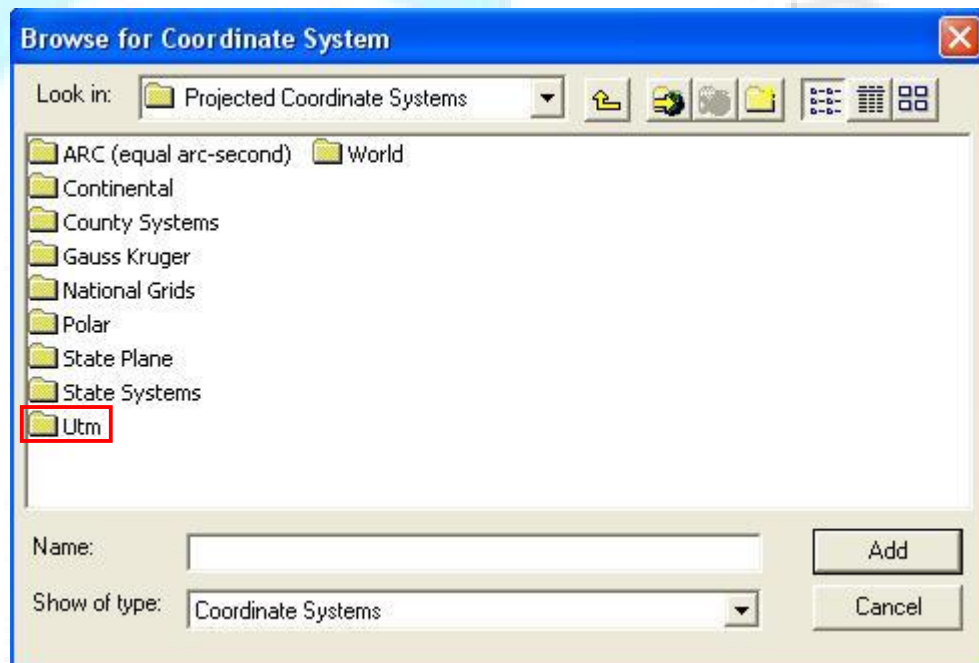 Browse for Coordinate System
Look in: Projected Coordinate Systems
ARC (equal arc-second) World
Continental
County Systems
Gauss Kruger
National Grids
Polar
State Plane
State Systems
Utm
Name: Add
Show of type: Coordinate Systems Cancel